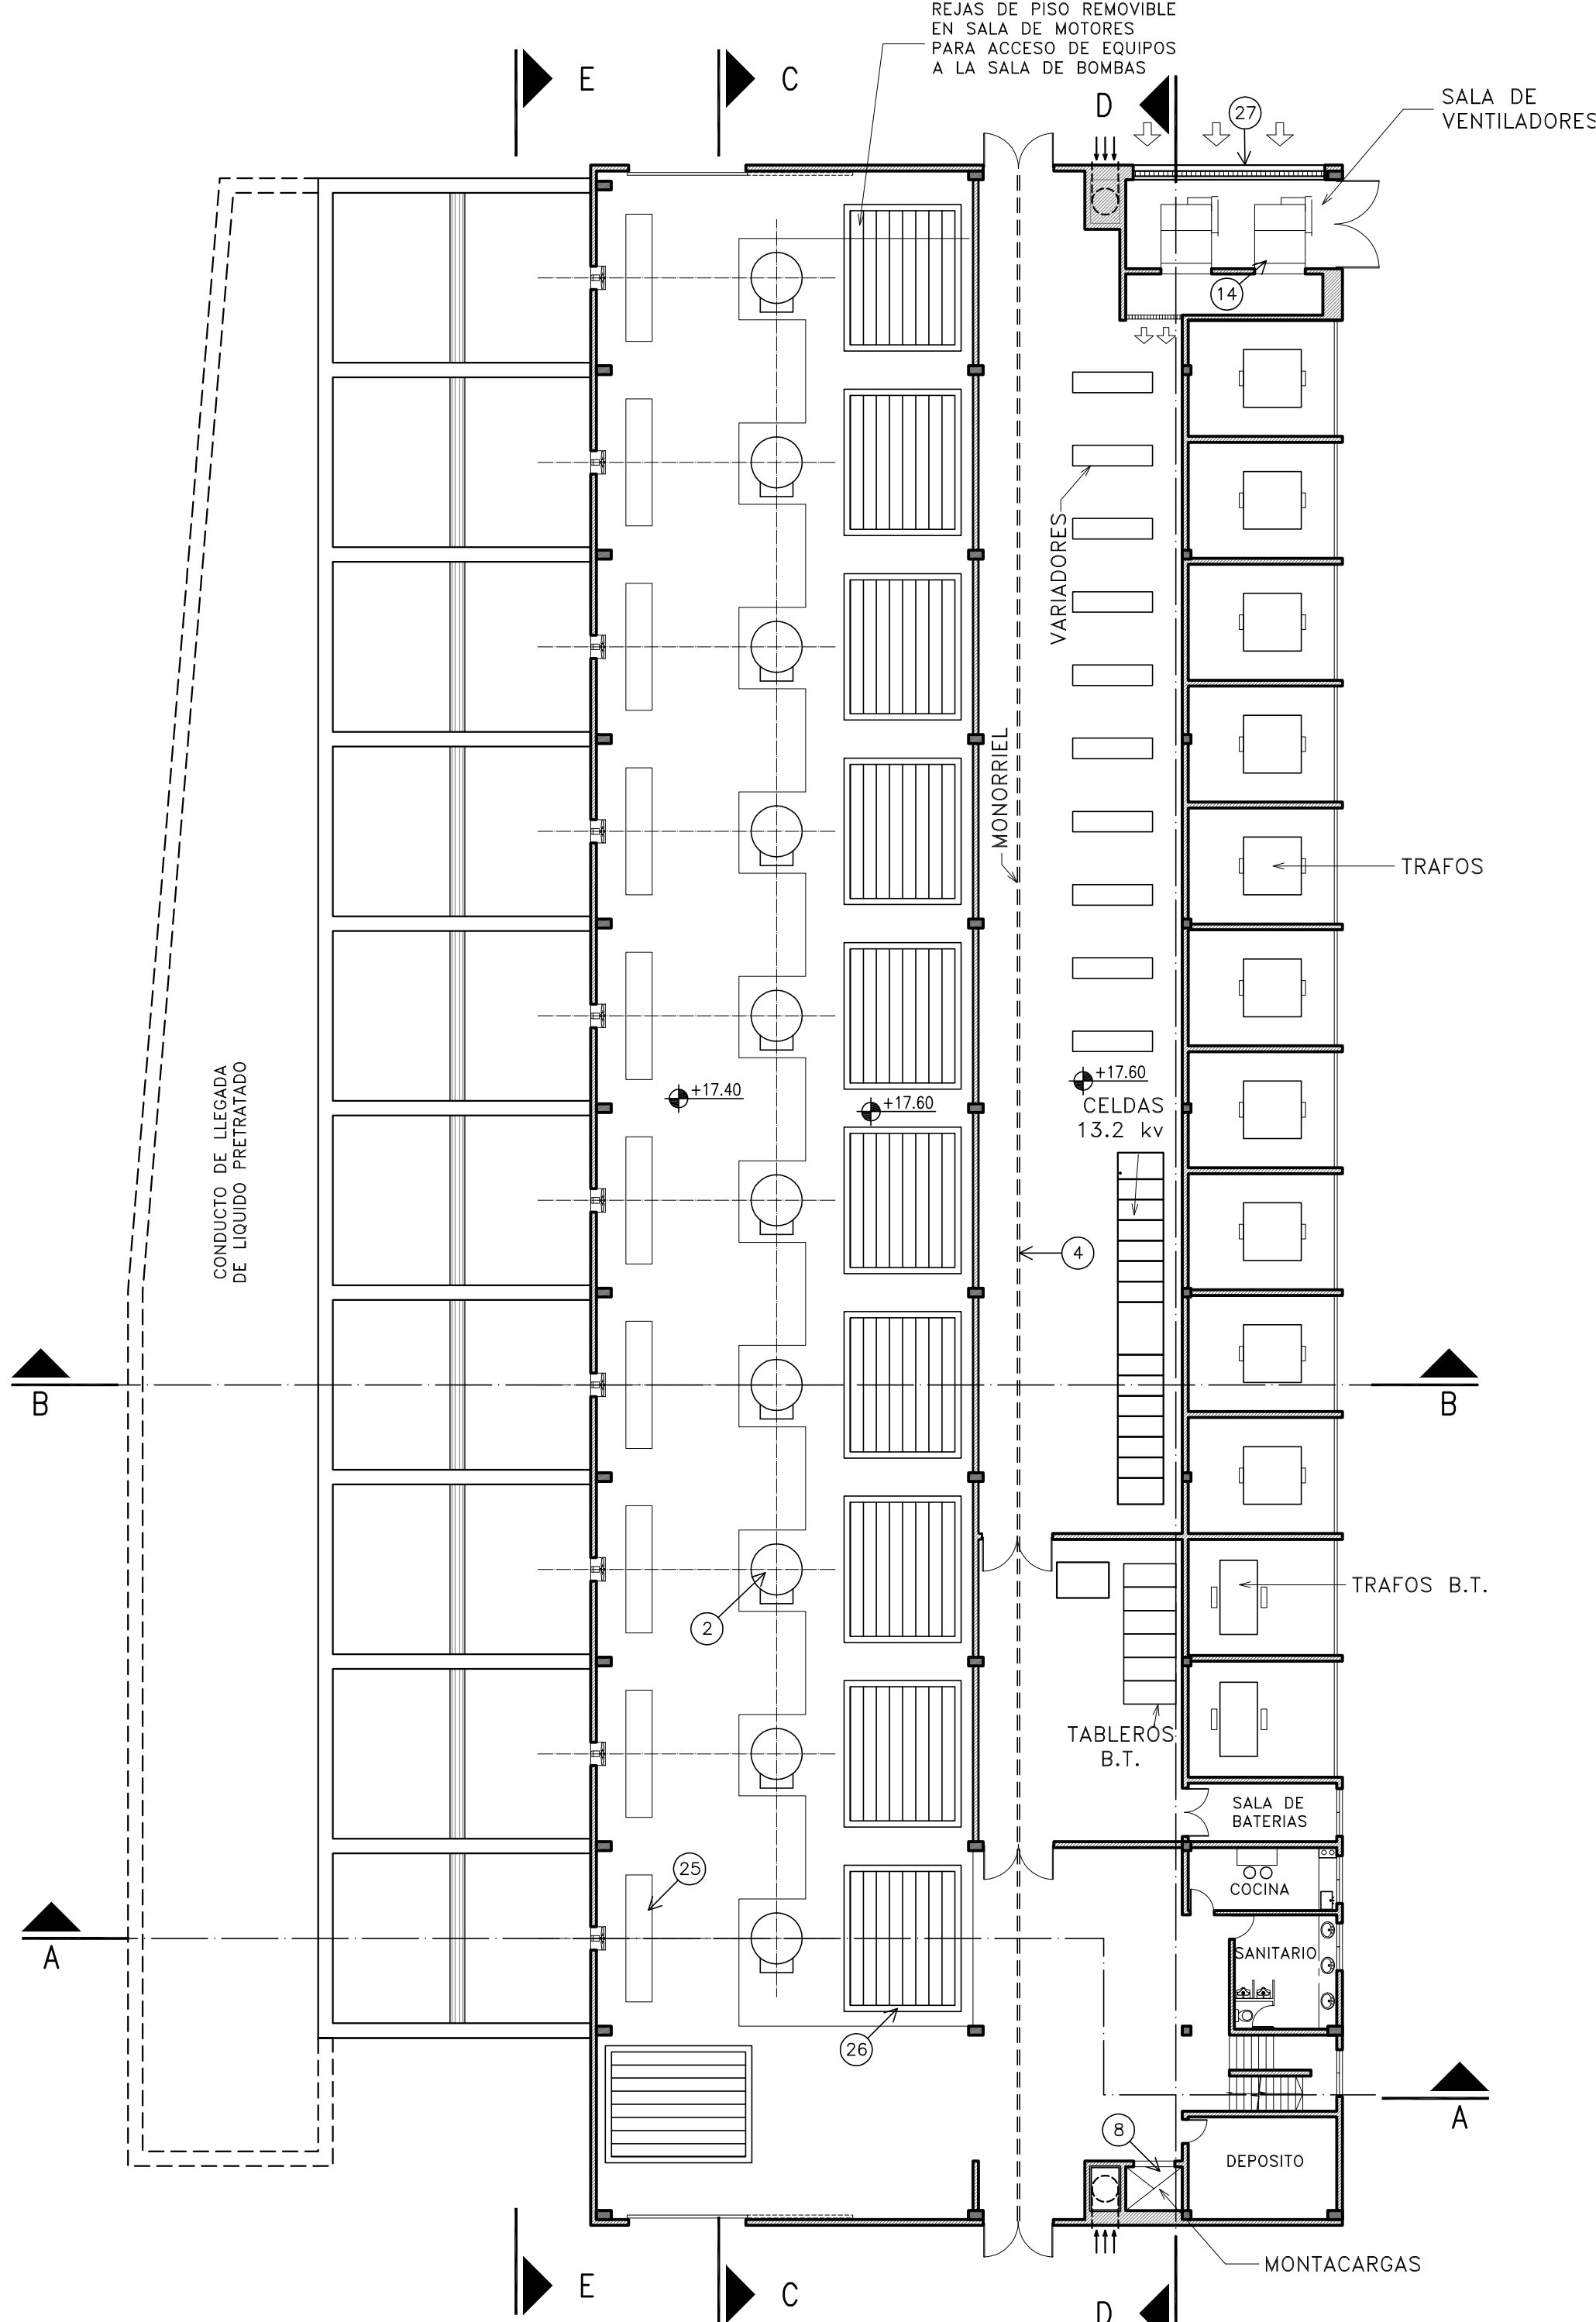 REJAS DE PISO REMOVIBLE
EN SALA DE MOTORES
PARA ACCESO DE EQUIPOS
A LA SALA DE BOMBAS
E
C
D
27
SALA DE
VENTILADORES
14
VARIADORES
MONORRIEL
TRAFOS
CONDUCTO DE LLEGADA
DE LIQUIDO PRETRATADO
+17.40
+17.60
+17.60
CELDAS
13.2 kv
4
B
B
2
TRAFOS B.T.
TABLEROS
B.T.
SALA DE
BATERIAS
25
COCINA
A
SANITARIO
26
A
8
DEPOSITO
MONTACARGAS
E
C
D